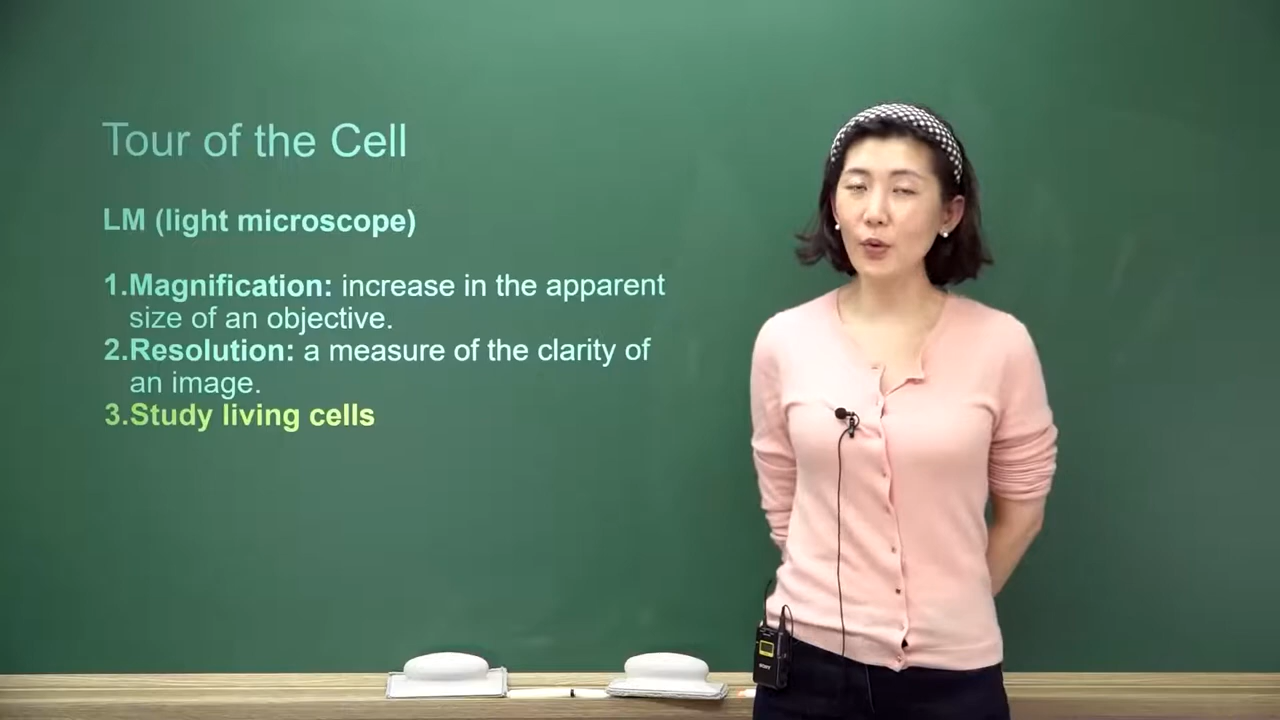 Tour of the Cell
LM (light microscope)
1.Magnification: increase in the apparent
size of an objective.
2.Resolution: a measure of the clarity of
an image.
3.Study living cells
SONY